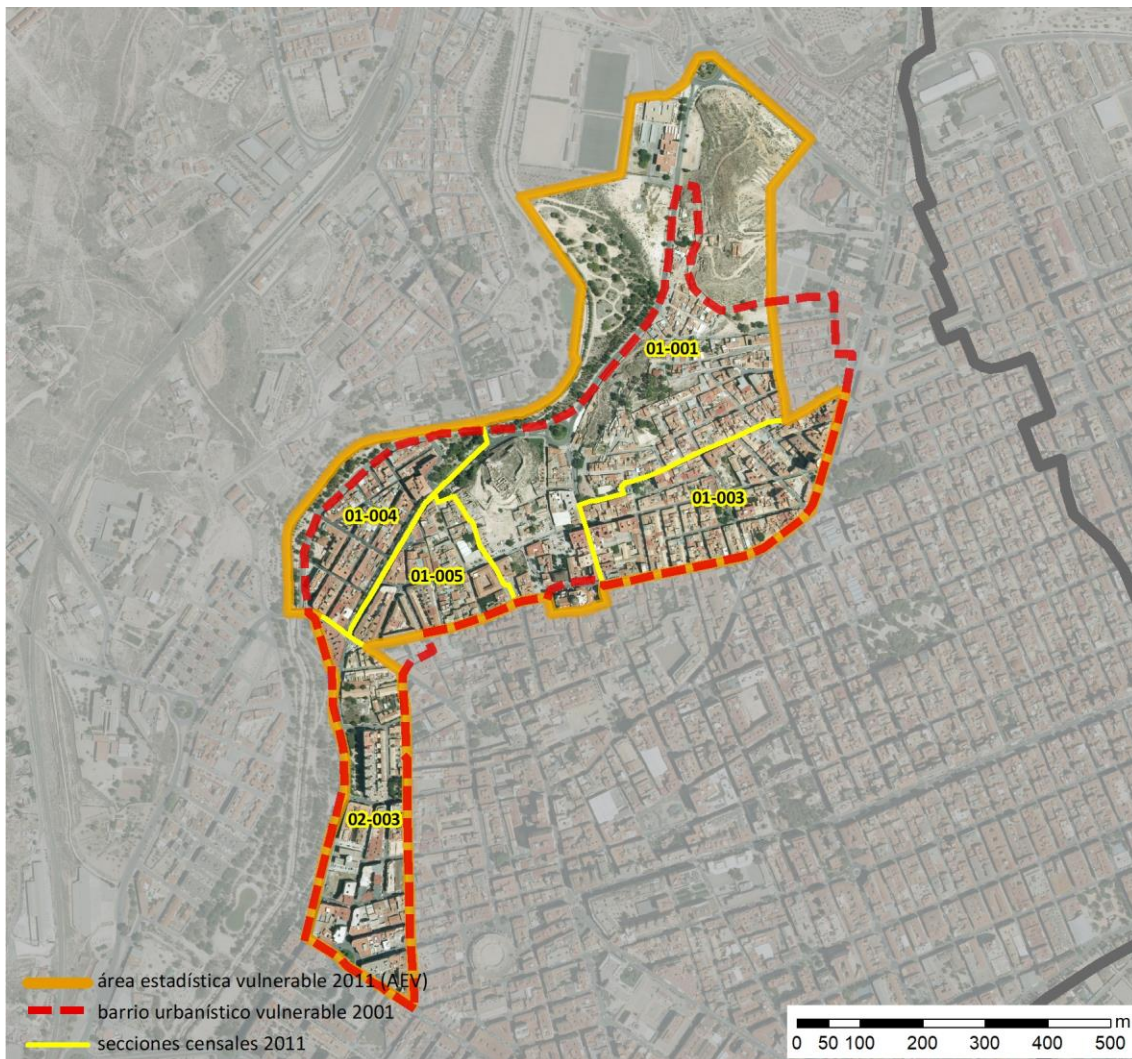 01-001
01-003
01-004
01-005
02-003
área estadística vulnerable 2011 (AEV)
barrio urbanístico vulnerable 2001
secciones censales 2011
m
0 50 100 200 300 400 500